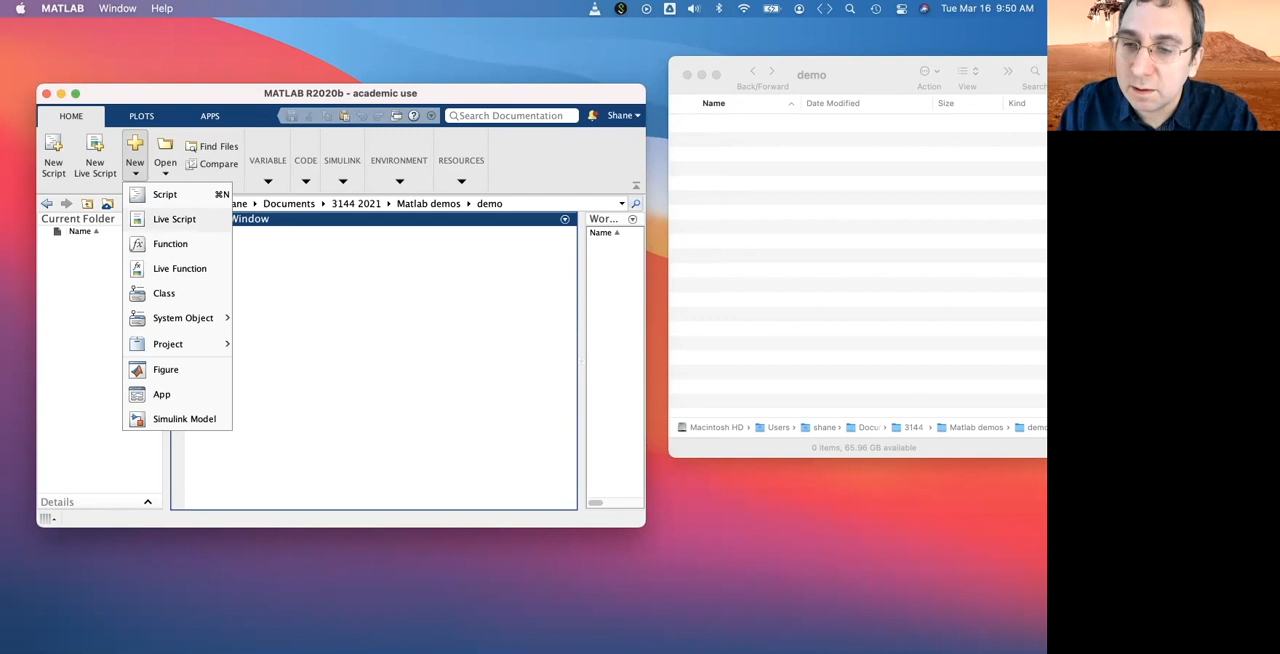 MATLAB Window Help
Tue Mar 16 9:50 AM
MATLAB R2020b - academic use
HOME PLOTS APPS
Search Documentation
Shane
New Script
New Live Script
New
Open
Find Files
Compare
VARIABLE
CODE
SIMULINK
ENVIRONMENT
RESOURCES
ane › Documents › 3144 2021 › Matlab demos › demo
Current Folder
Name
Window
Wor...
Name
Script ⌘N
Live Script
Function
Live Function
Class
System Object
Project
Figure
App
Simulink Model
Details
demo
Back/Forward
Action
View
Search
Name
Date Modified
Size
Kind
Macintosh HD › Users › shane › Docu › 3144 › Matlab demos › demo
0 items, 65.96 GB available